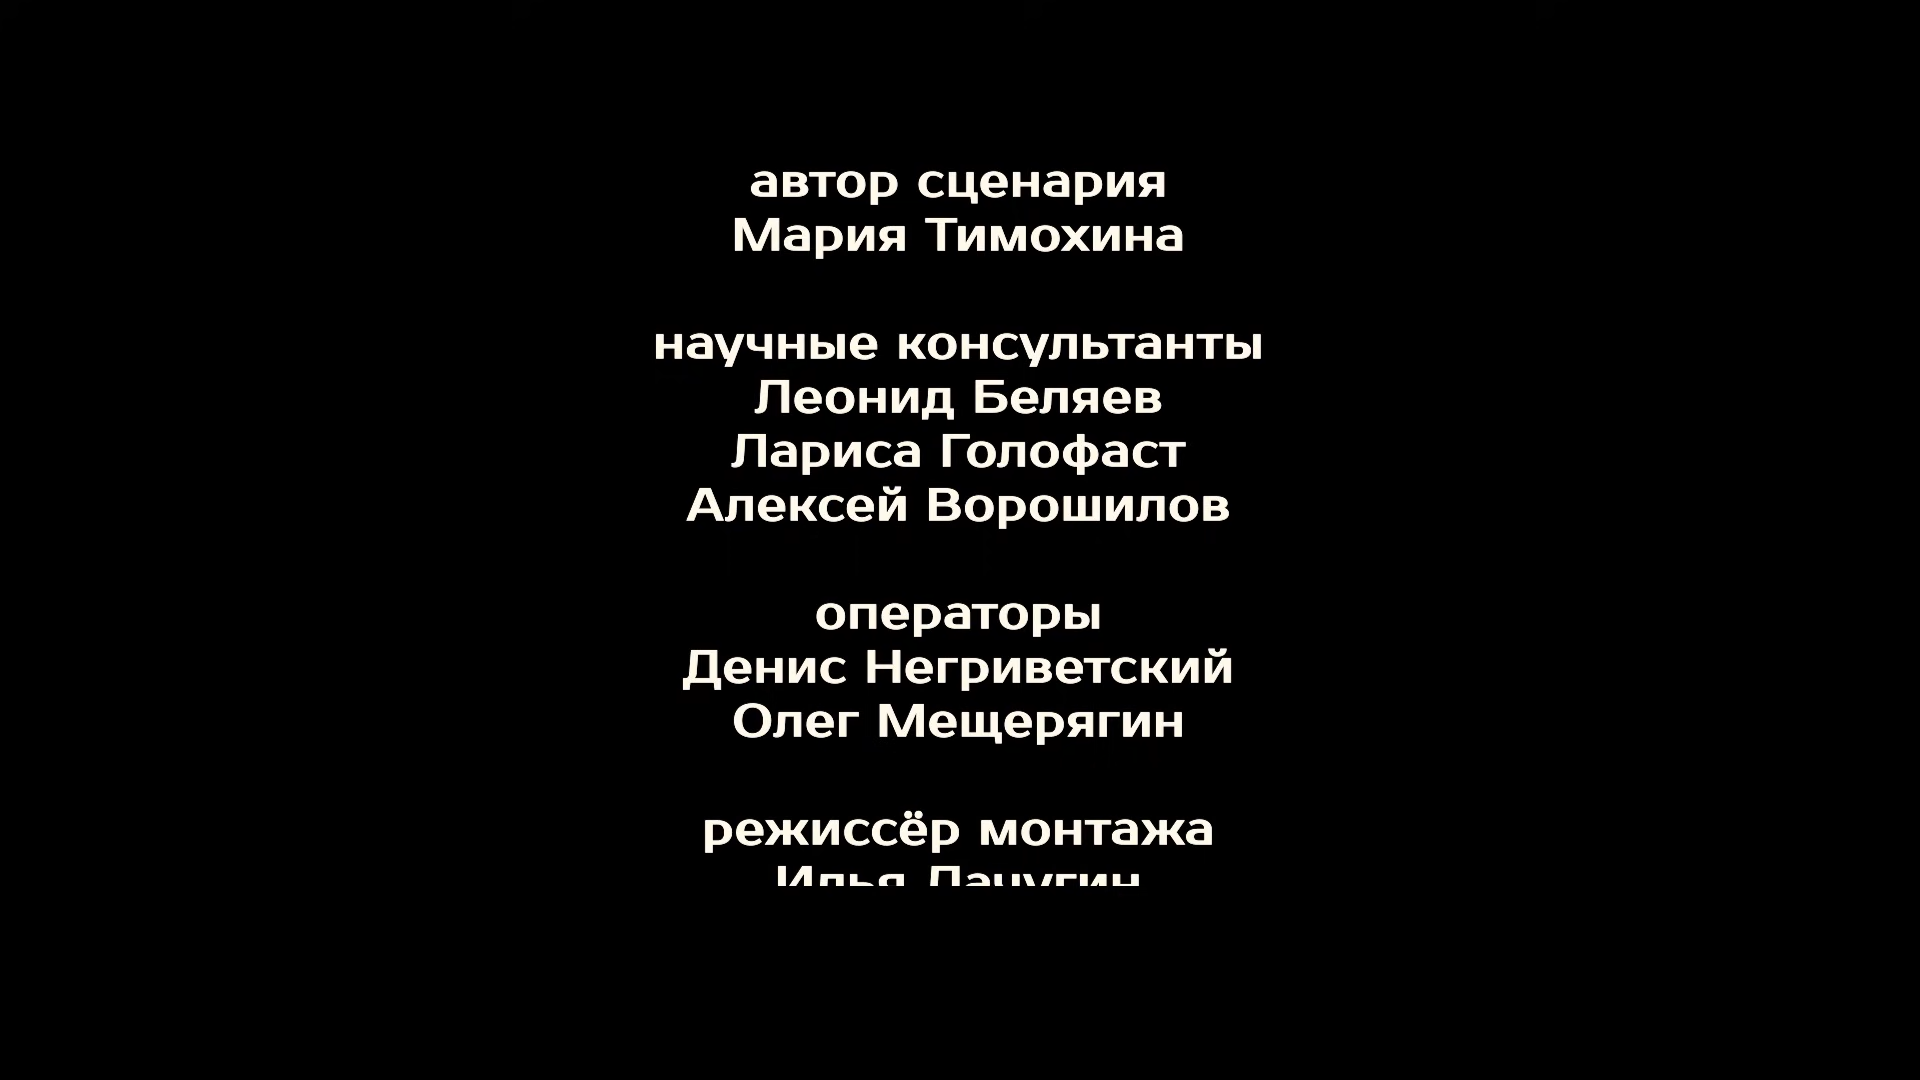 автор сценария
Мария Тимохина
научные консультанты
Леонид Беляев
Лариса Голофаст
Алексей Ворошилов
операторы
Денис Негриветский
Олег Мещерягин
режиссёр монтажа
Илья